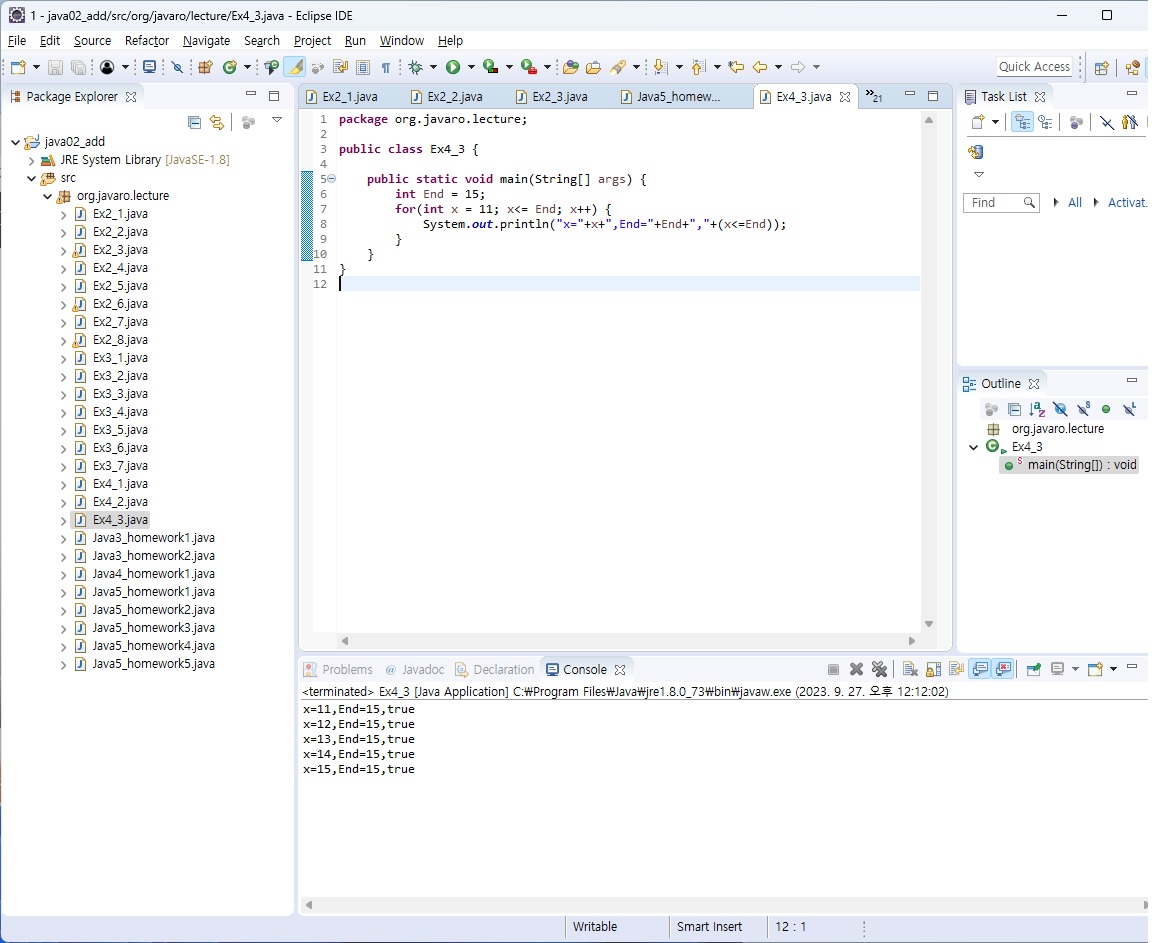 1 - java02_add/src/org/javaro/lecture/Ex4_3.java - Eclipse IDE
File Edit Source Refactor Navigate Search Project Run Window Help
Quick Access
Package Explorer
java02_add
JRE System Library [JavaSE-1.8]
src
org.javaro.lecture
Ex2_1.java
Ex2_2.java
Ex2_3.java
Ex2_4.java
Ex2_5.java
Ex2_6.java
Ex2_7.java
Ex2_8.java
Ex3_1.java
Ex3_2.java
Ex3_3.java
Ex3_4.java
Ex3_5.java
Ex3_6.java
Ex3_7.java
Ex4_1.java
Ex4_2.java
Ex4_3.java
Java3_homework1.java
Java3_homework2.java
Java4_homework1.java
Java5_homework1.java
Java5_homework2.java
Java5_homework3.java
Java5_homework4.java
Java5_homework5.java
Ex2_1.java Ex2_2.java Ex2_3.java Java5_homew... Ex4_3.java »21
1 package org.javaro.lecture;
2
3 public class Ex4_3 {
4
5 public static void main(String[] args) {
6 int End = 15;
7 for(int x = 11; x<= End; x++) {
8 System.out.println("x="+x+",End="+End+","+(x<=End));
9 }
10 }
11 }
12
Task List
Find All Activat.
Outline
org.javaro.lecture
Ex4_3
main(String[]) : void
Problems @ Javadoc Declaration Console
<terminated> Ex4_3 [Java Application] C:₩Program Files₩Java₩jre1.8.0_73₩bin₩javaw.exe (2023. 9. 27. 오후 12:12:02)
x=11,End=15,true
x=12,End=15,true
x=13,End=15,true
x=14,End=15,true
x=15,End=15,true
Writable Smart Insert 12 : 1